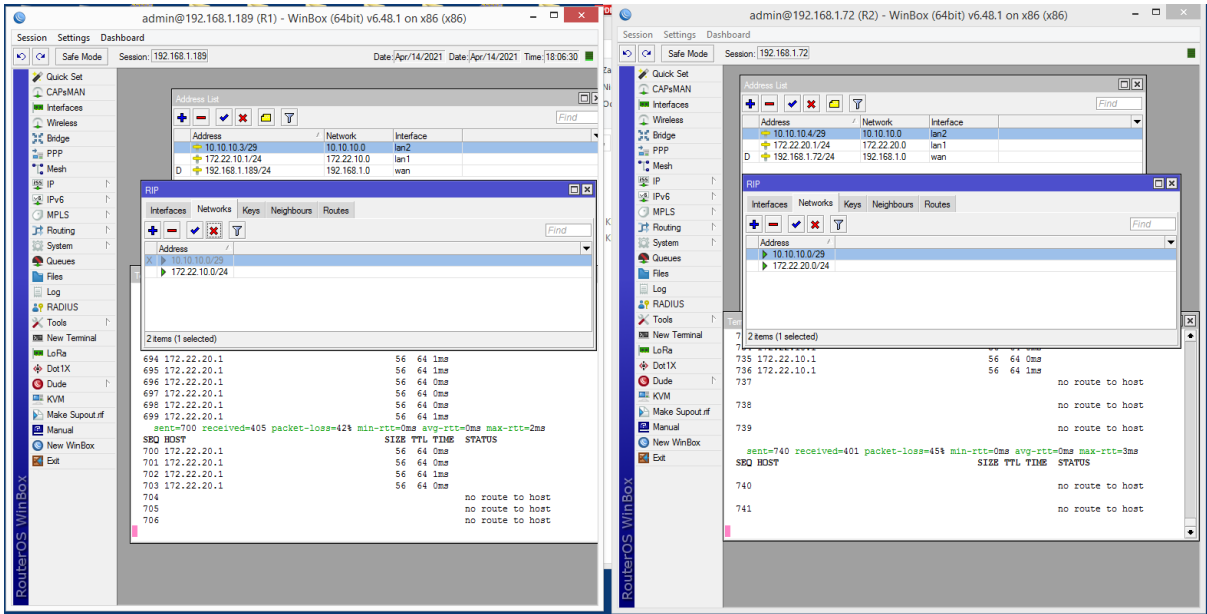 admin@192.168.1.189 (R1) - WinBox (64bit) v6.48.1 on x86 (x86)
Session Settings Dashboard
Safe Mode Session: 192.168.1.189 Date: Apr/14/2021 Date: Apr/14/2021 Time: 18:06:30
Quick Set
CAPsMAN
Interfaces
Wireless
Bridge
PPP
Mesh
IP
IPv6
MPLS
Routing
System
Queues
Files
Log
RADIUS
Tools
New Terminal
LoRa
Dot1X
Dude
KVM
Make Supout.rif
Manual
New WinBox
Exit
RouterOS WinBox
Address List
Find
Address Network Interface
10.10.10.3/29 10.10.10.0 lan2
172.22.10.1/24 172.22.10.0 lan1
D 192.168.1.189/24 192.168.1.0 wan
RIP
Interfaces Networks Keys Neighbours Routes
Find
Address
X 10.10.10.0/29
172.22.10.0/24
2 items (1 selected)
694 172.22.20.1 56 64 1ms
695 172.22.20.1 56 64 1ms
696 172.22.20.1 56 64 0ms
697 172.22.20.1 56 64 0ms
698 172.22.20.1 56 64 0ms
699 172.22.20.1 56 64 1ms
sent=700 received=405 packet-loss=42% min-rtt=0ms avg-rtt=0ms max-rtt=2ms
SEQ HOST SIZE TTL TIME STATUS
700 172.22.20.1 56 64 0ms
701 172.22.20.1 56 64 0ms
702 172.22.20.1 56 64 1ms
703 172.22.20.1 56 64 0ms
704 no route to host
705 no route to host
706 no route to host
admin@192.168.1.72 (R2) - WinBox (64bit) v6.48.1 on x86 (x86)
Session Settings Dashboard
Safe Mode Session: 192.168.1.72
Quick Set
CAPsMAN
Interfaces
Wireless
Bridge
PPP
Mesh
IP
IPv6
MPLS
Routing
System
Queues
Files
Log
RADIUS
Tools
New Terminal
LoRa
Dot1X
Dude
KVM
Make Supout.rif
Manual
New WinBox
Exit
RouterOS WinBox
Address List
Find
Address Network Interface
10.10.10.4/29 10.10.10.0 lan2
172.22.20.1/24 172.22.20.0 lan1
D 192.168.1.72/24 192.168.1.0 wan
RIP
Interfaces Networks Keys Neighbours Routes
Find
Address
10.10.10.0/29
172.22.20.0/24
2 items (1 selected)
735 172.22.10.1 56 64 0ms
736 172.22.10.1 56 64 1ms
737 no route to host
738 no route to host
739 no route to host
sent=740 received=401 packet-loss=45% min-rtt=0ms avg-rtt=0ms max-rtt=3ms
SEQ HOST SIZE TTL TIME STATUS
740 no route to host
741 no route to host